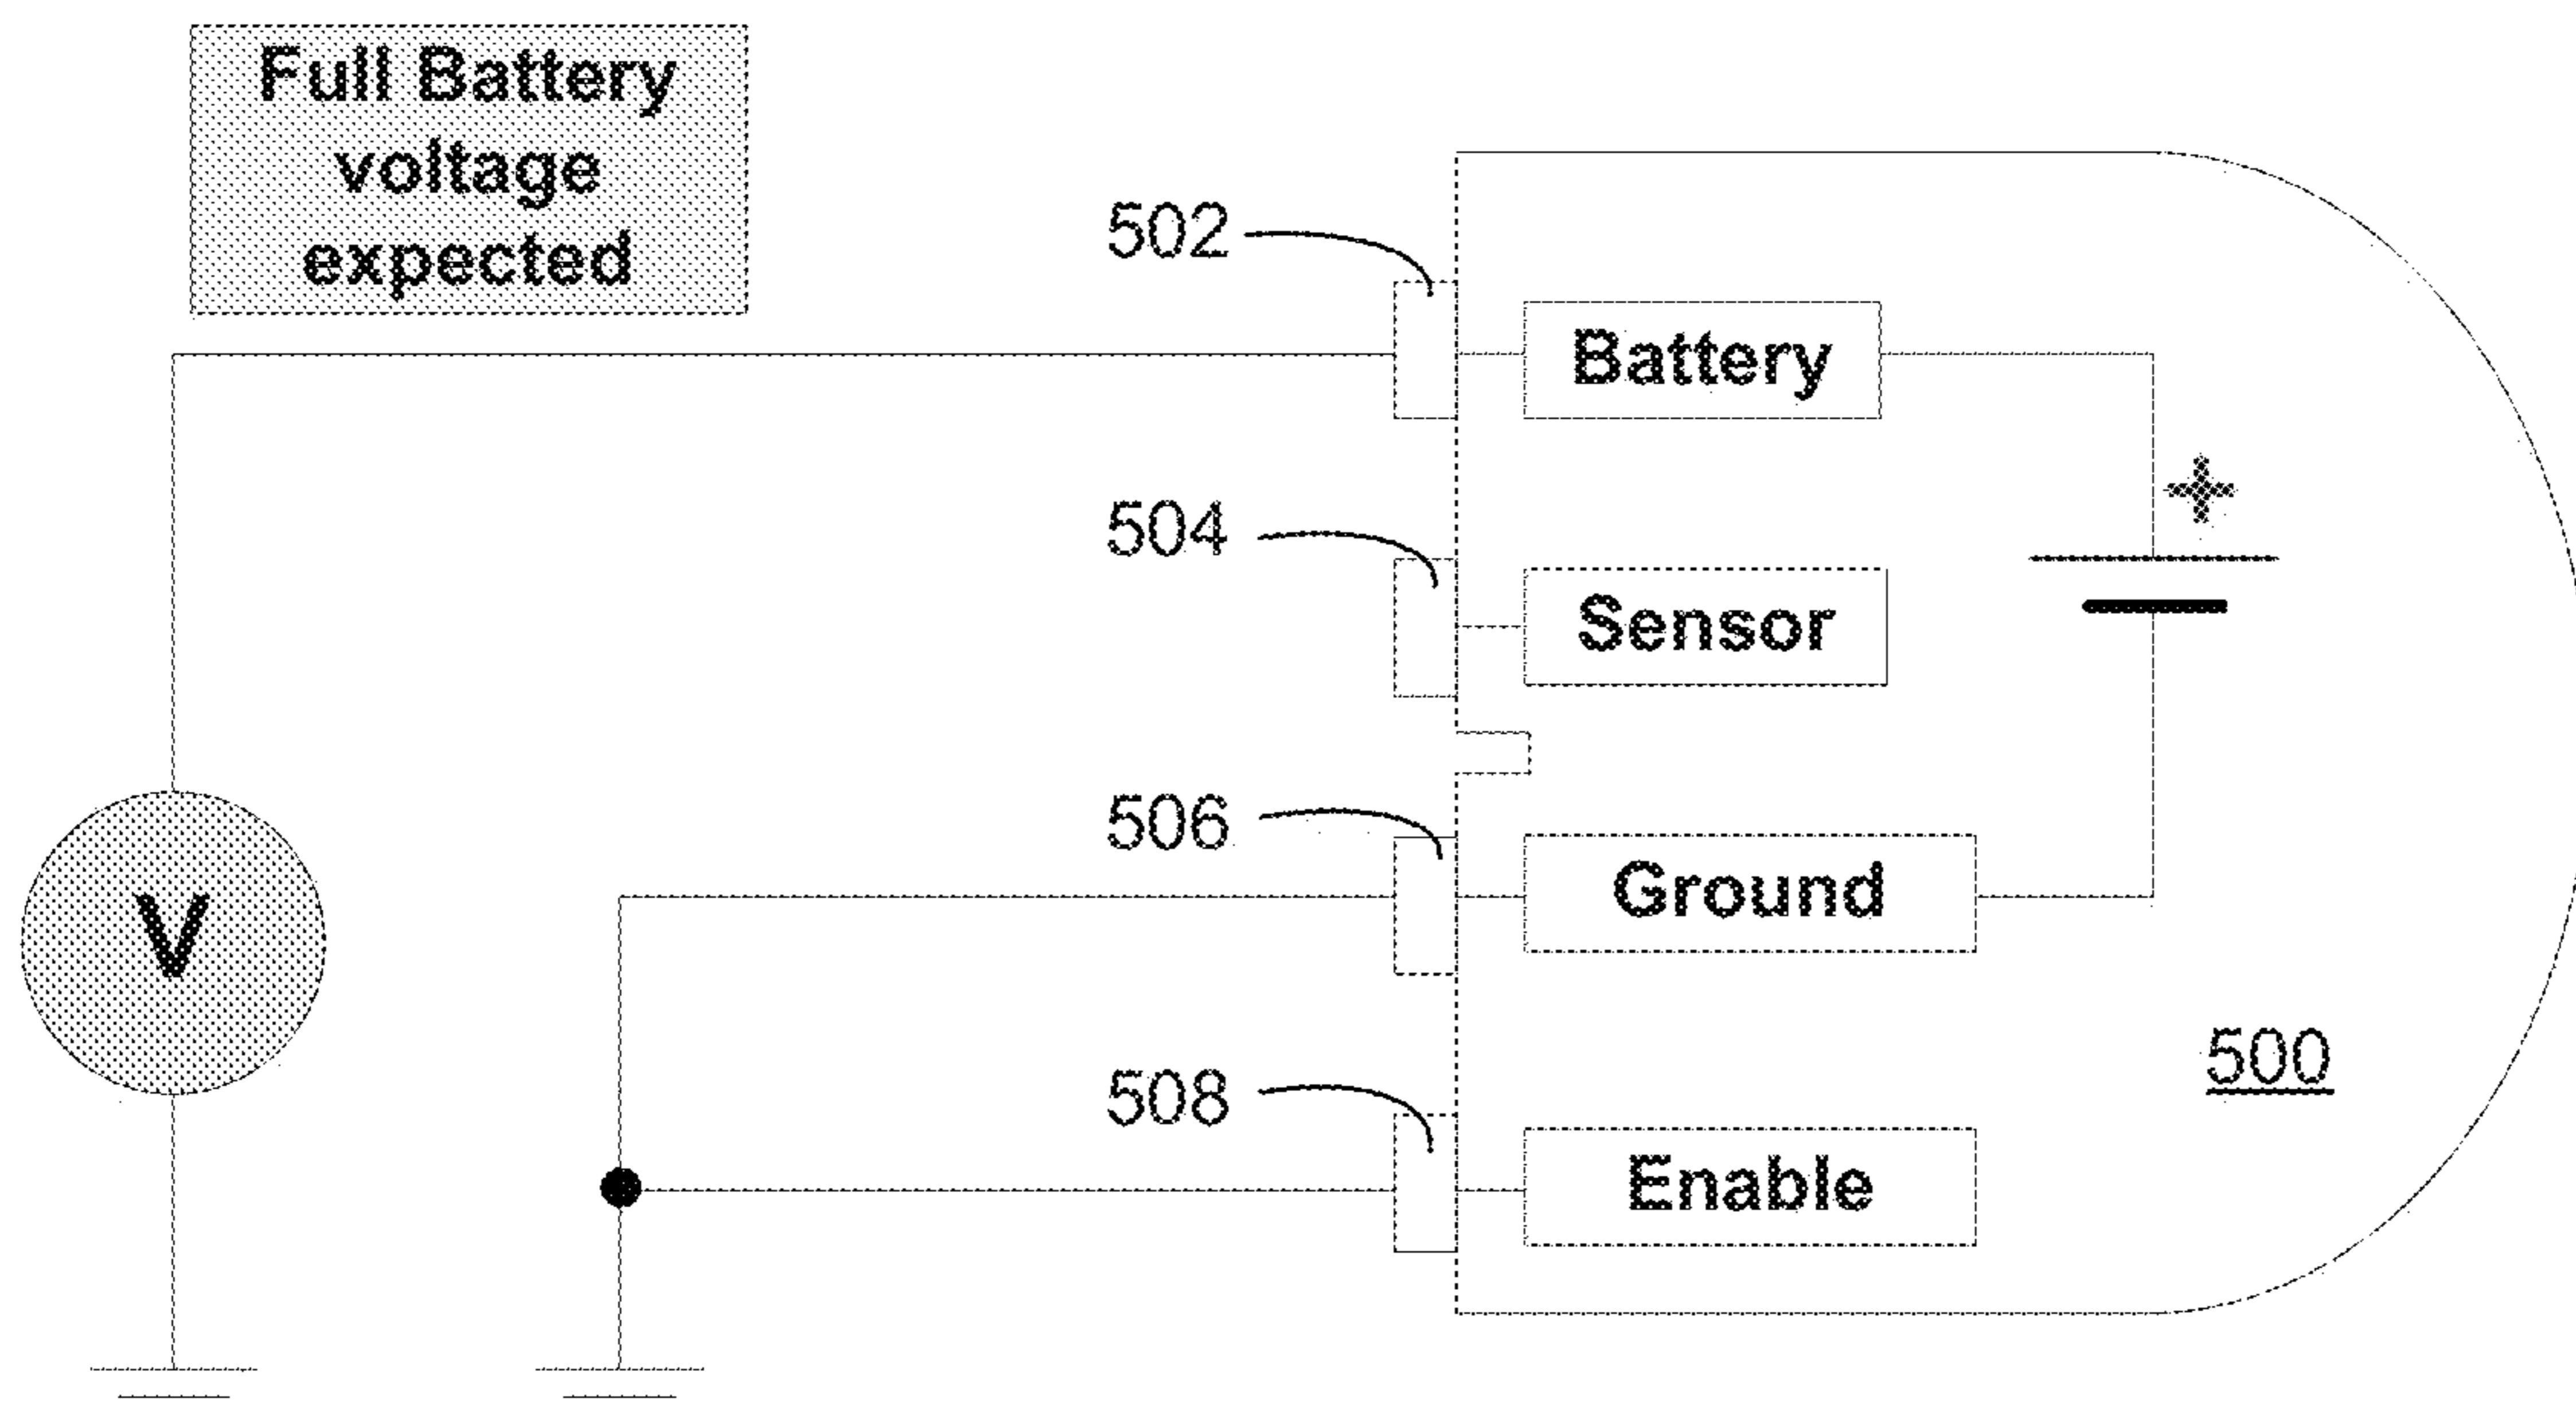 Full Battery
voltage
expected
502
Battery
+
504
Sensor
506
Ground
V
500
508
Enable